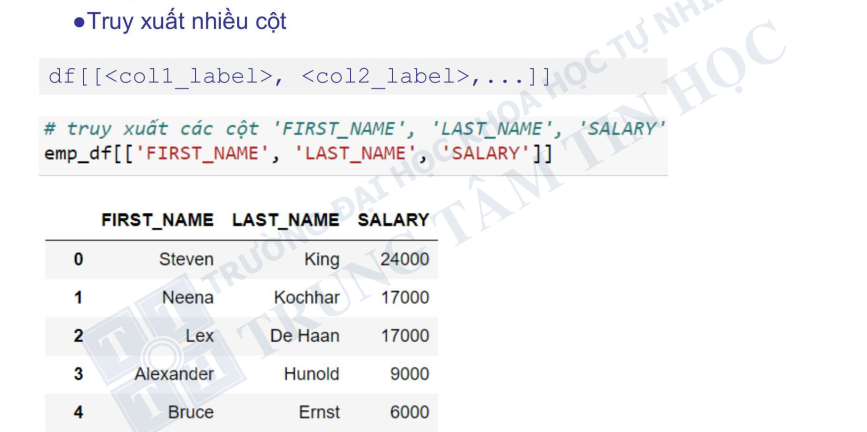 ●Truy xuất nhiều cột
df[[<col1_label>, <col2_label>,...]]
# truy xuất các cột 'FIRST_NAME', 'LAST_NAME', 'SALARY'
emp_df[['FIRST_NAME', 'LAST_NAME', 'SALARY']]
FIRST_NAME LAST_NAME SALARY
0 Steven King 24000
1 Neena Kochhar 17000
2 Lex De Haan 17000
3 Alexander Hunold 9000
4 Bruce Ernst 6000
TRƯỜNG ĐẠI HỌC KHOA HỌC TỰ NHI
TRUNG TÂM TIN HỌC